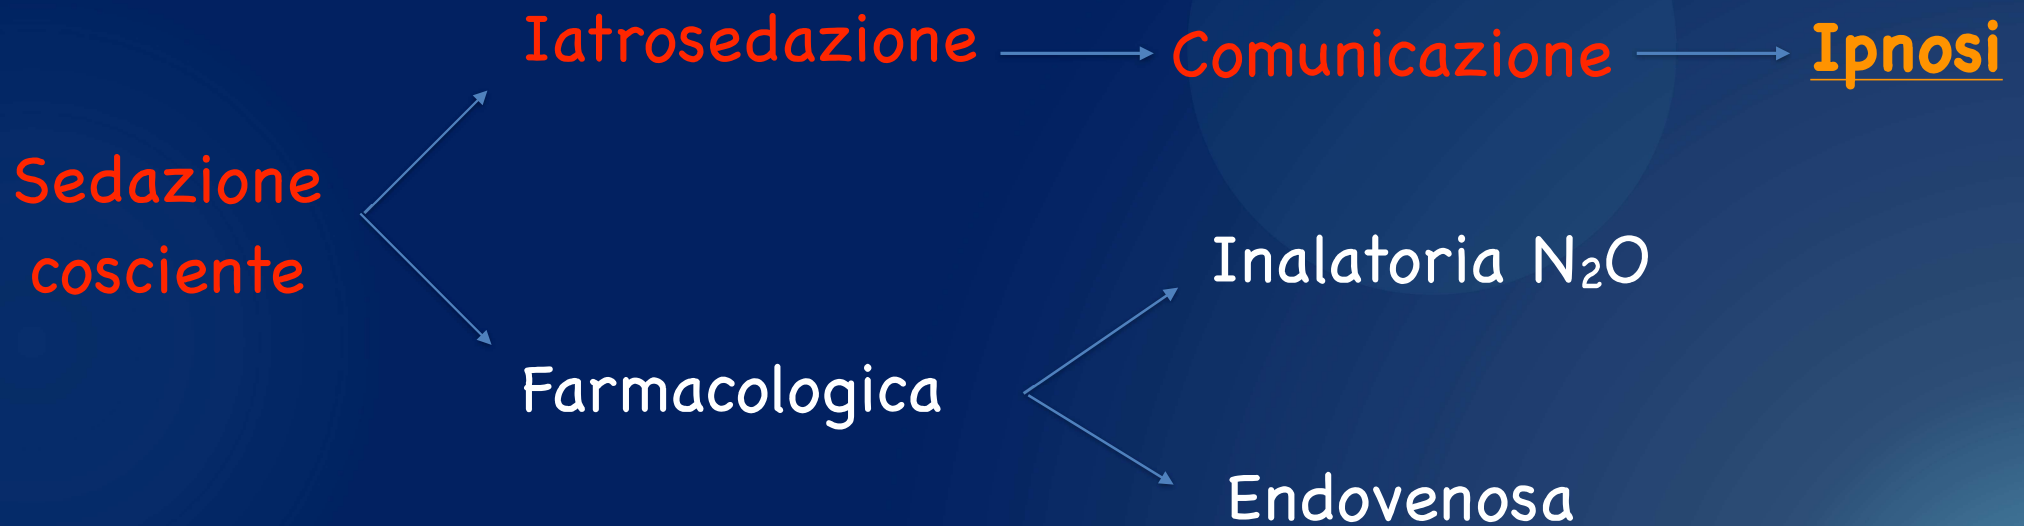 Iatrosedazione
Comunicazione
Ipnosi
Sedazione
cosciente
Inalatoria N₂O
Farmacologica
Endovenosa